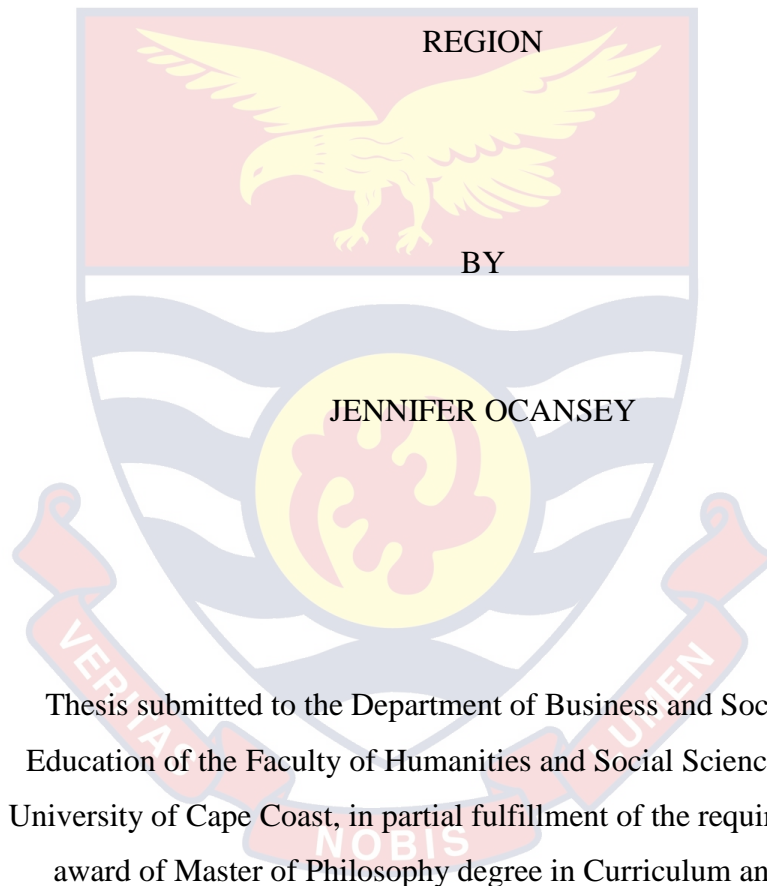 REGION
BY
JENNIFER OCANSEY
VERITAS
NOBIS
LUMEN
Thesis submitted to the Department of Business and Soc
Education of the Faculty of Humanities and Social Scienc
University of Cape Coast, in partial fulfillment of the requir
award of Master of Philosophy degree in Curriculum an